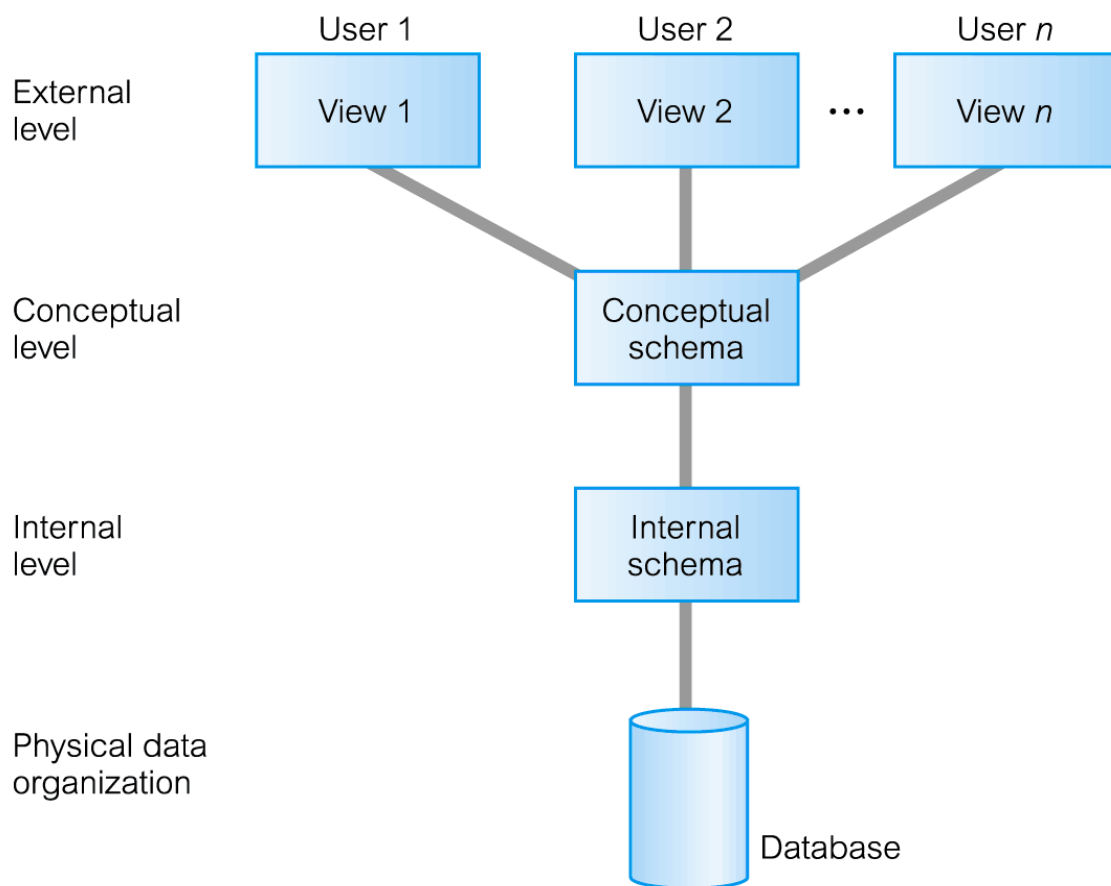 User 1
User 2
User n
External
level
View 1
View 2
...
View n
Conceptual
level
Conceptual
schema
Internal
level
Internal
schema
Physical data
organization
Database